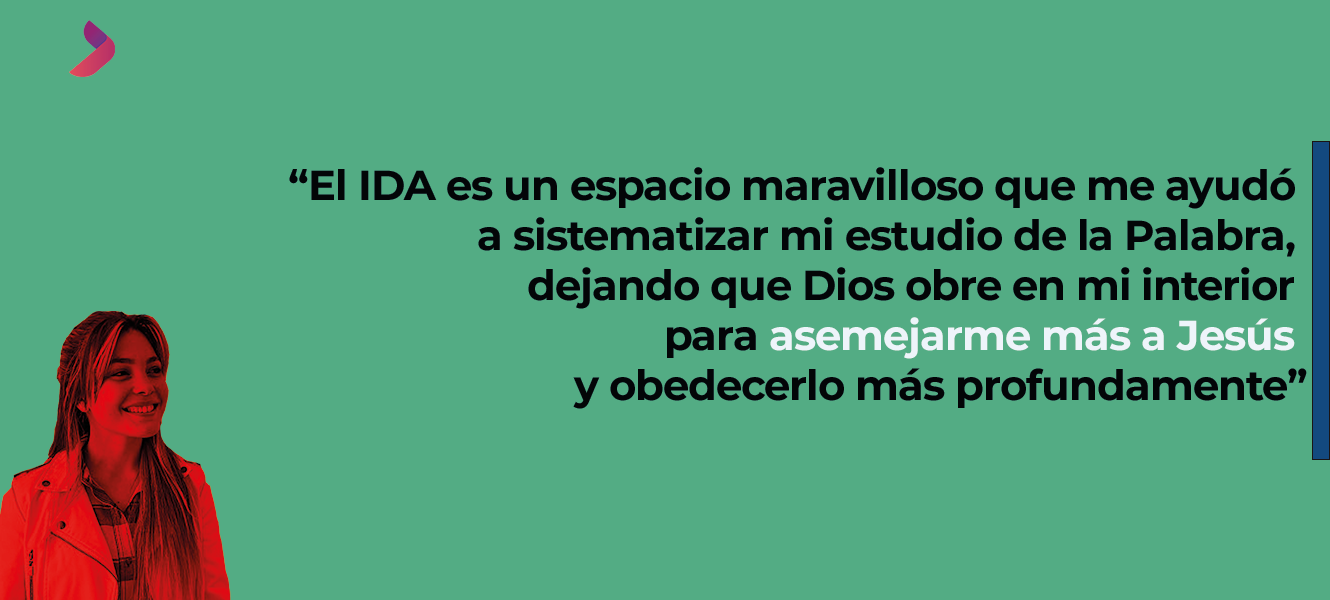 “El IDA es un espacio maravilloso que me ayudó
a sistematizar mi estudio de la Palabra,
dejando que Dios obre en mi interior
para asemejarme más a Jesús
y obedecerlo más profundamente”